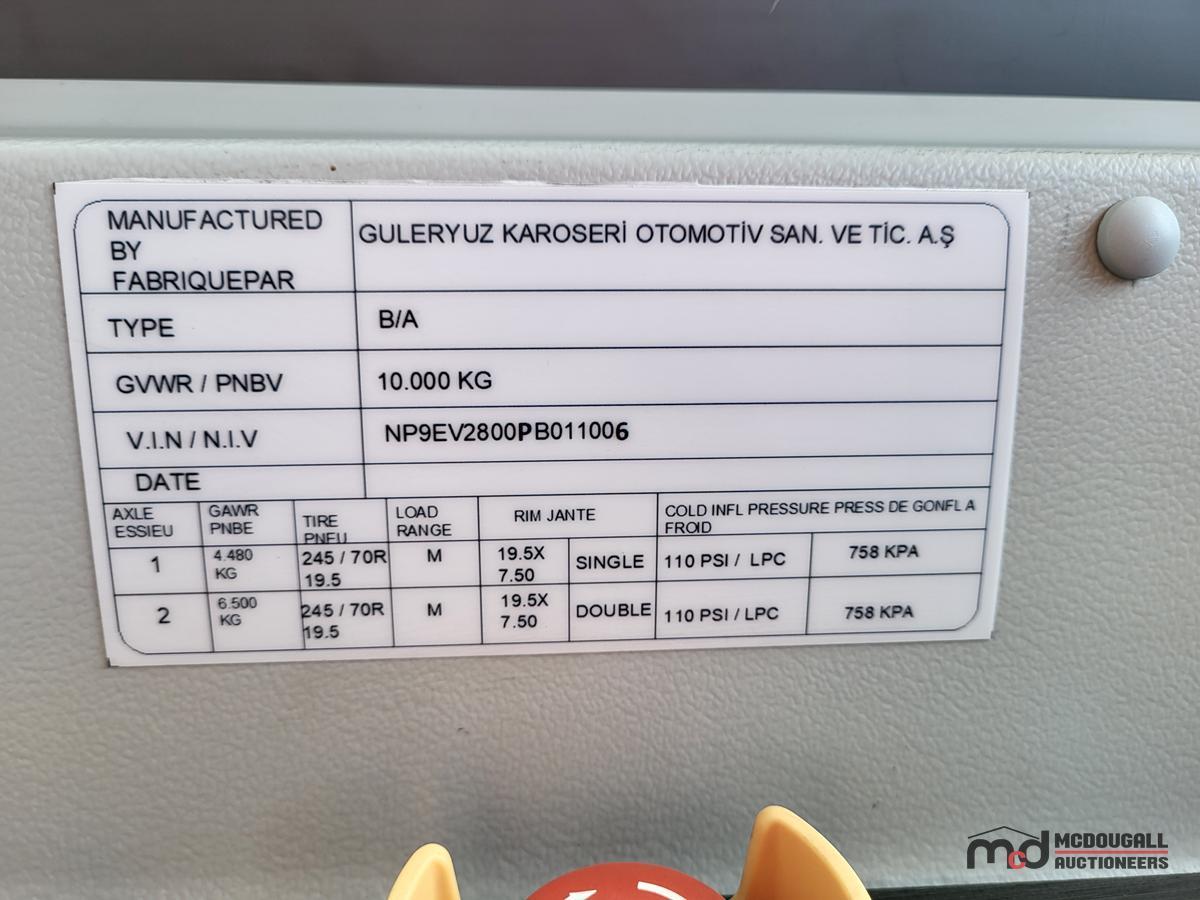 MANUFACTURED
BY
FABRIQUEPAR
GULERYUZ KAROSERİ OTOMOTİV SAN. VE TİC. A.Ş
TYPE
B/A
GVWR / PNBV
10.000 KG
V.I.N / N.I.V
NP9EV2800PB011006
DATE
AXLE
ESSIEU
GAWR
PNBE
TIRE
PNEU
LOAD
RANGE
RIM JANTE
COLD INFL PRESSURE PRESS DE GONFL A
FROID
1
4.480
KG
245 / 70R
19.5
M
19.5X
7.50
SINGLE
110 PSI / LPC
758 KPA
2
6.500
KG
245 / 70R
19.5
M
19.5X
7.50
DOUBLE
110 PSI / LPC
758 KPA
mcd
MCDOUGALL
AUCTIONEERS